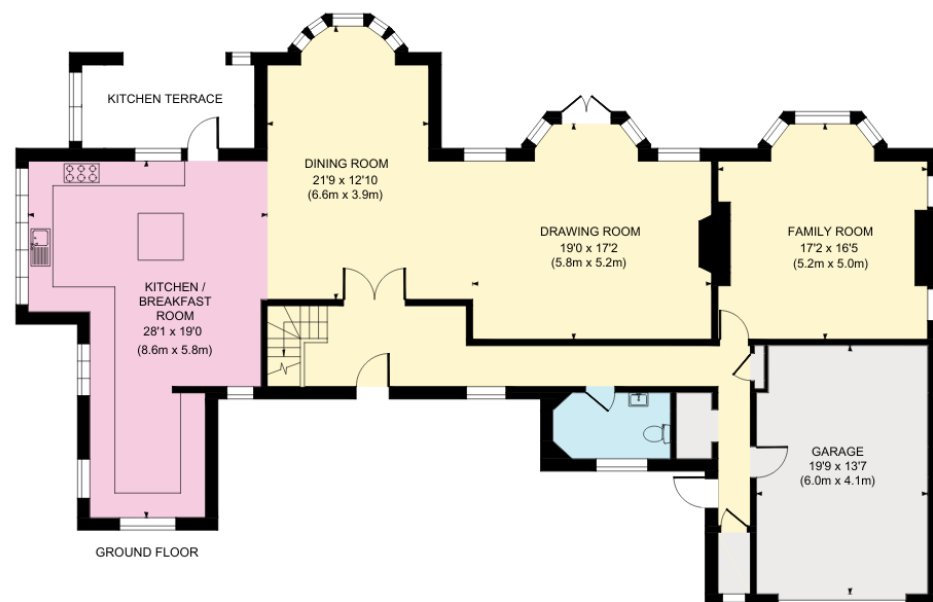 KITCHEN TERRACE
DINING ROOM
21'9 x 12'10
(6.6m x 3.9m)
DRAWING ROOM
19'0 x 17'2
(5.8m x 5.2m)
FAMILY ROOM
17'2 x 16'5
(5.2m x 5.0m)
KITCHEN /
BREAKFAST
ROOM
28'1 x 19'0
(8.6m x 5.8m)
GARAGE
19'9 x 13'7
(6.0m x 4.1m)
GROUND FLOOR